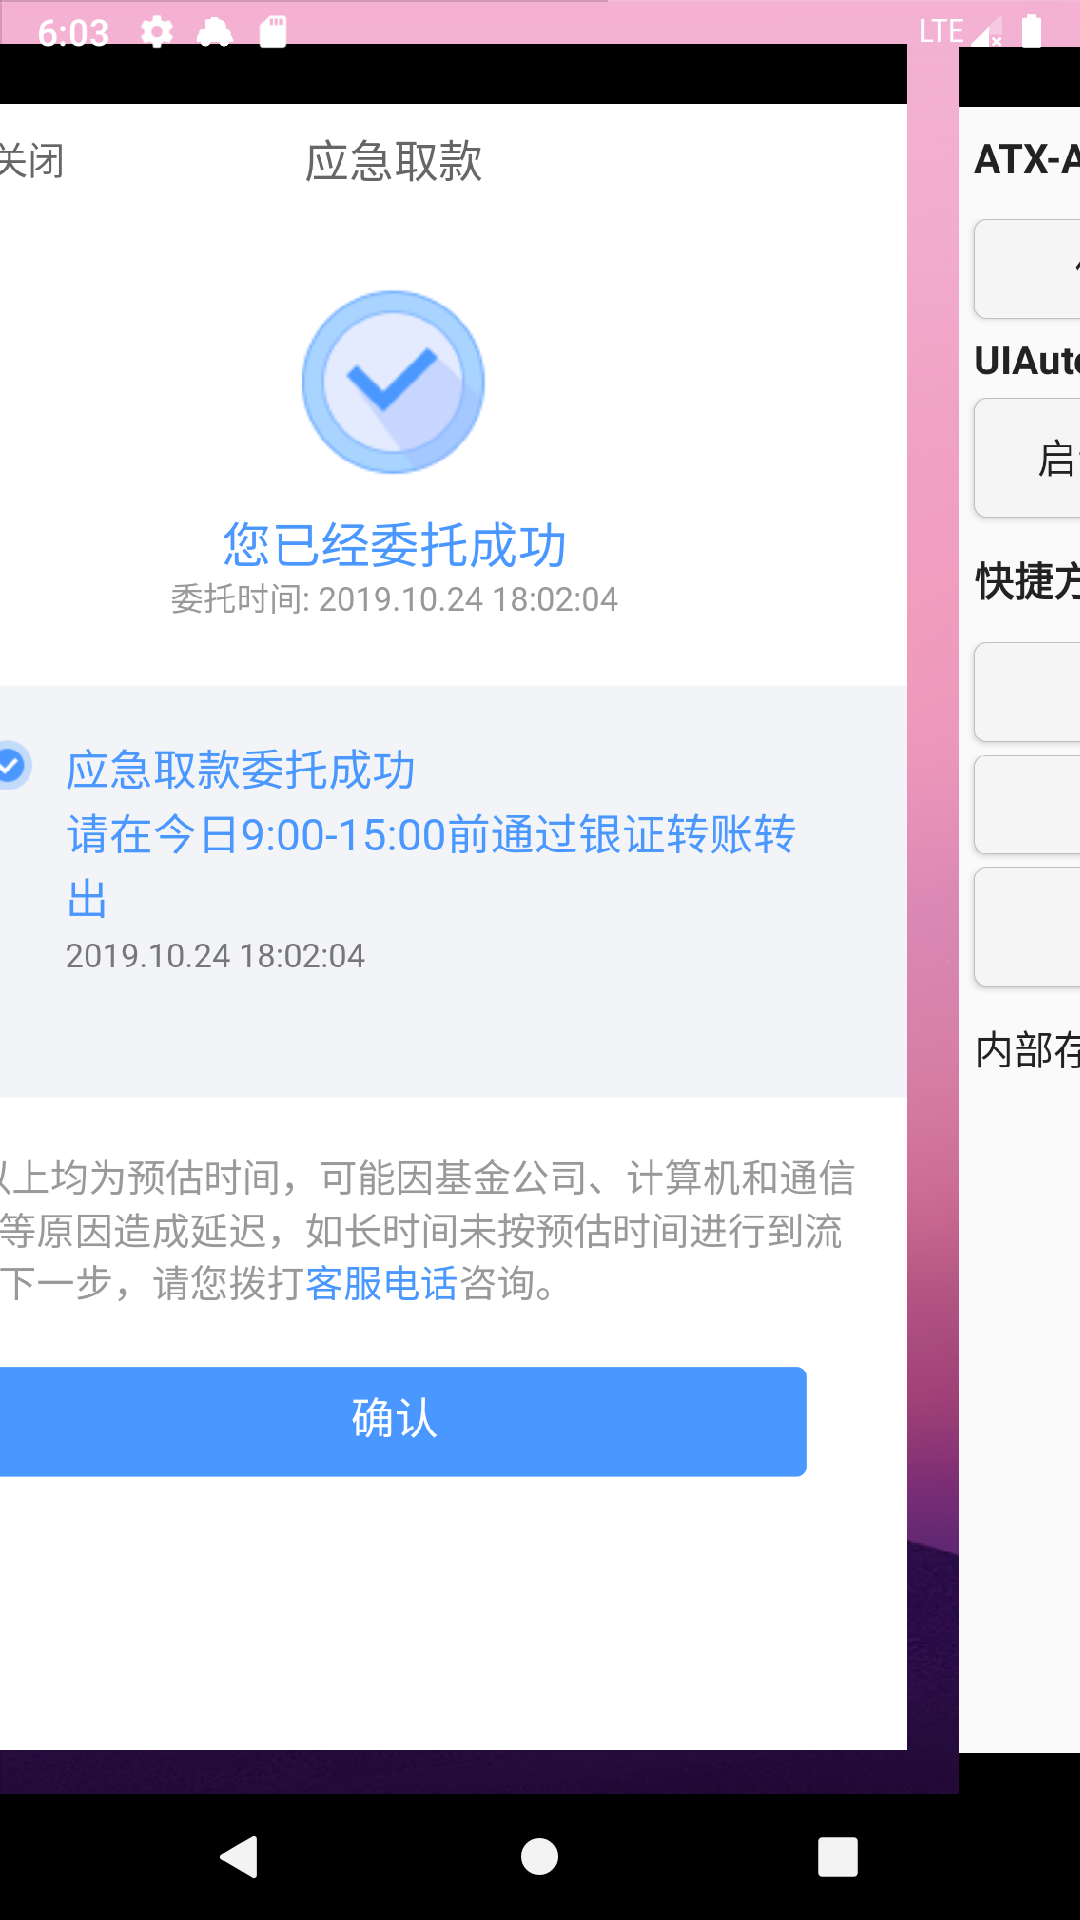 6:03
LTE
关闭
应急取款
您已经委托成功
委托时间: 2019.10.24 18:02:04
应急取款委托成功
请在今日9:00-15:00前通过银证转账转
出
2019.10.24 18:02:04
以上均为预估时间，可能因基金公司、计算机和通信
等原因造成延迟，如长时间未按预估时间进行到流
下一步，请您拨打客服电话咨询。
确认
ATX-A
UIAuto
启
快捷方
内部存